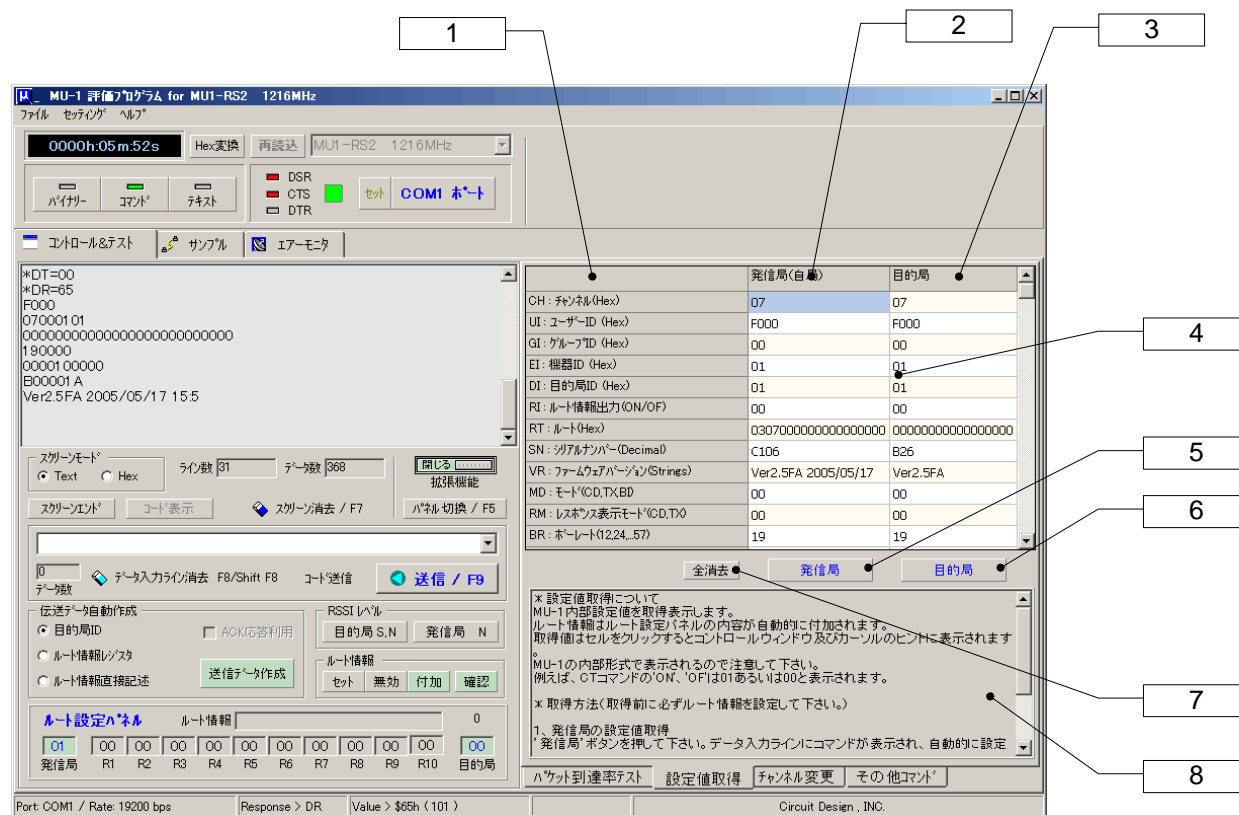 1
2
3
MU-1 評価ﾌﾟﾛｸﾞﾗﾑ for MU1-RS2 1216MHz
ﾌｧｲﾙ ｾｯﾃｨﾝｸﾞ ﾍﾙﾌﾟ
0000h:05m:52s
Hex変換
再読込
MU1-RS2 1216MHz
ﾊﾞｲﾅﾘｰ
ｺﾏﾝﾄﾞ
ﾃｷｽﾄ
DSR
CTS
DTR
セット
COM1 ﾎﾟｰﾄ
ｺﾝﾄﾛｰﾙ&ﾃｽﾄ
ｻﾝﾌﾟﾙ
ｴｱｰﾓﾆﾀ
*DT=00
*DR=65
F000
07000101
00000000000000000000000000
190000
0000100000
B00001A
Ver2.5FA 2005/05/17 15:5
発信局(自局) 目的局
CH : ﾁｬﾝﾈﾙ(Hex) 07 07
UI : ﾕｰｻﾞｰID (Hex) F000 F000
GI : ｸﾞﾙｰﾌﾟID (Hex) 00 00
EI : 機器ID (Hex) 01 01
DI : 目的局ID (Hex) 01 01
RI : ﾙｰﾄ情報出力(ON/OF) 00 00
RT : ﾙｰﾄ(Hex) 0307000000000000000 00000000000000000
SN : ｼﾘｱﾙﾅﾝﾊﾞｰ(Decimal) C106 B26
VR : ﾌｧｰﾑｳｪｱﾊﾞｰｼﾞｮﾝ(Strings) Ver2.5FA 2005/05/17 Ver2.5FA
MD : ﾓｰﾄﾞ(CD,TX,BI) 00 00
RM : ﾚｽﾎﾟﾝｽ表示ﾓｰﾄﾞ(CD,TX) 00 00
BR : ﾎﾞｰﾚｰﾄ(12,24,..57) 19 19
4
5
6
ｽｸﾘｰﾝﾓｰﾄﾞ
Text
Hex
ﾗｲﾝ数 31
ﾃﾞｰﾀ数 368
閉じる
拡張機能
ｽｸﾘｰﾝｴﾝﾄﾞ
ｺｰﾄﾞ表示
ｽｸﾘｰﾝ消去 / F7
ﾊﾟﾈﾙ切換 / F5
0
ﾃﾞｰﾀ数
ﾃﾞｰﾀ入力ﾗｲﾝ消去 F8/Shift F8
ｺｰﾄﾞ送信
送信 / F9
全消去
発信局
目的局
伝送ﾃﾞｰﾀ自動作成
目的局ID
ACK応答利用
ﾙｰﾄ情報ﾚｼﾞｽﾀ
ﾙｰﾄ情報直接記述
送信ﾃﾞｰﾀ作成
RSSI ﾚﾍﾞﾙ
目的局 S,N
発信局 N
ﾙｰﾄ情報
ｾｯﾄ
無効
付加
確認
ﾙｰﾄ設定ﾊﾟﾈﾙ
ﾙｰﾄ情報
0
01 00 00 00 00 00 00 00 00 00 00 00
発信局 R1 R2 R3 R4 R5 R6 R7 R8 R9 R10 目的局
* 設定値取得について
MU-1内部設定値を取得表示します。
ルート情報はルート設定パネルの内容が自動的に付加されます。
取得値はセルをクリックするとコントロールウィンドウ及びカーソルのヒントに表示されます
。
MU-1の内部形式で表示されるので注意して下さい。
例えば、CTコマンドの'ON'、'OF'は01あるいは00と表示されます。
* 取得方法(取得前に必ずルート情報を設定して下さい。)
1、発信局の設定値取得
'発信局'ボタンを押して下さい。データ入力ラインにコマンドが表示され、自動的に設定
7
8
ﾊﾟｹｯﾄ到達率ﾃｽﾄ
設定値取得
ﾁｬﾝﾈﾙ変更
その他ｺﾏﾝﾄﾞ
Port: COM1 / Rate: 19200 bps
Response > DR
Value > $65h ( 101 )
Circuit Design , INC.